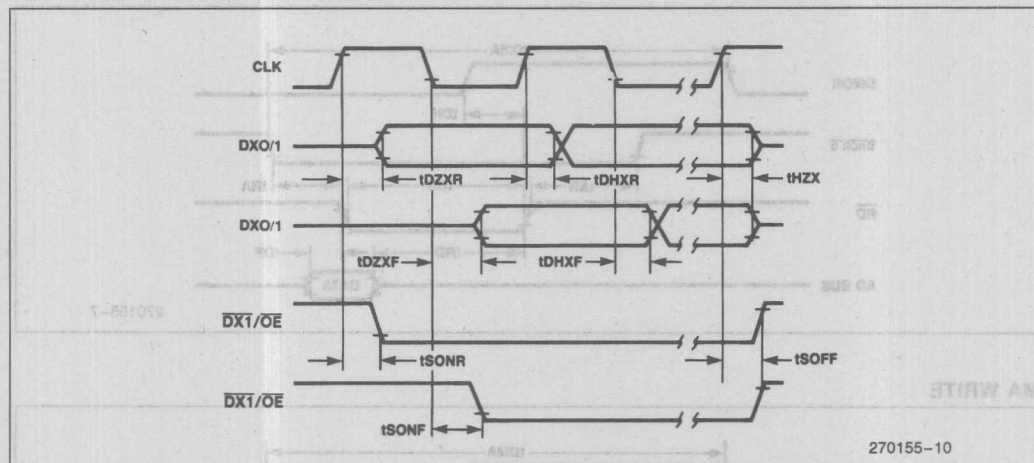 CLK
DXO/1
tDZXR
tDHXR
tHZX
DXO/1
tDZXF
tDHXF
DX1/OE
tSONR
tSOFF
DX1/OE
tSONF
270155-10